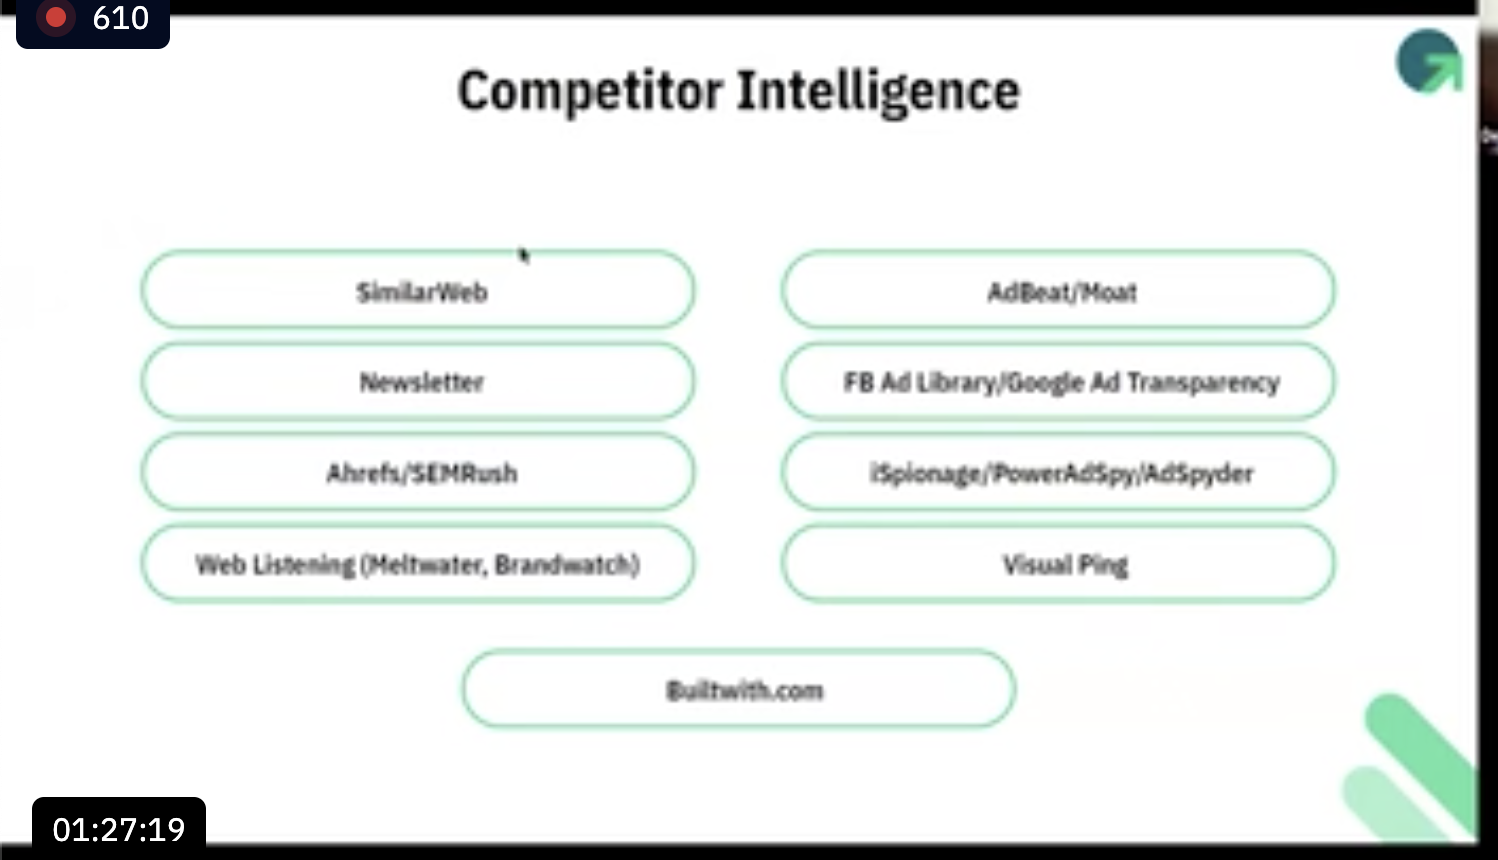 610
Competitor Intelligence
SimilarWeb
AdBeat/Moat
Newsletter
FB Ad Library/Google Ad Transparency
Ahrefs/SEMRush
iSpionage/PowerAdSpy/AdSpyder
Web Listening (Meltwater, Brandwatch)
Visual Ping
Builtwith.com
01:27:19